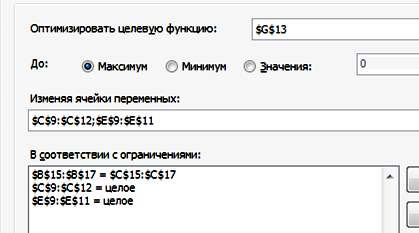 Оптимизировать целевую функцию: $G$13
До: Максимум Минимум Значения: 0
Изменяя ячейки переменных:
$C$9:$C$12;$E$9:$E$11
В соответствии с ограничениями:
$B$15:$B$17 = $C$15:$C$17
$C$9:$C$12 = целое
$E$9:$E$11 = целое